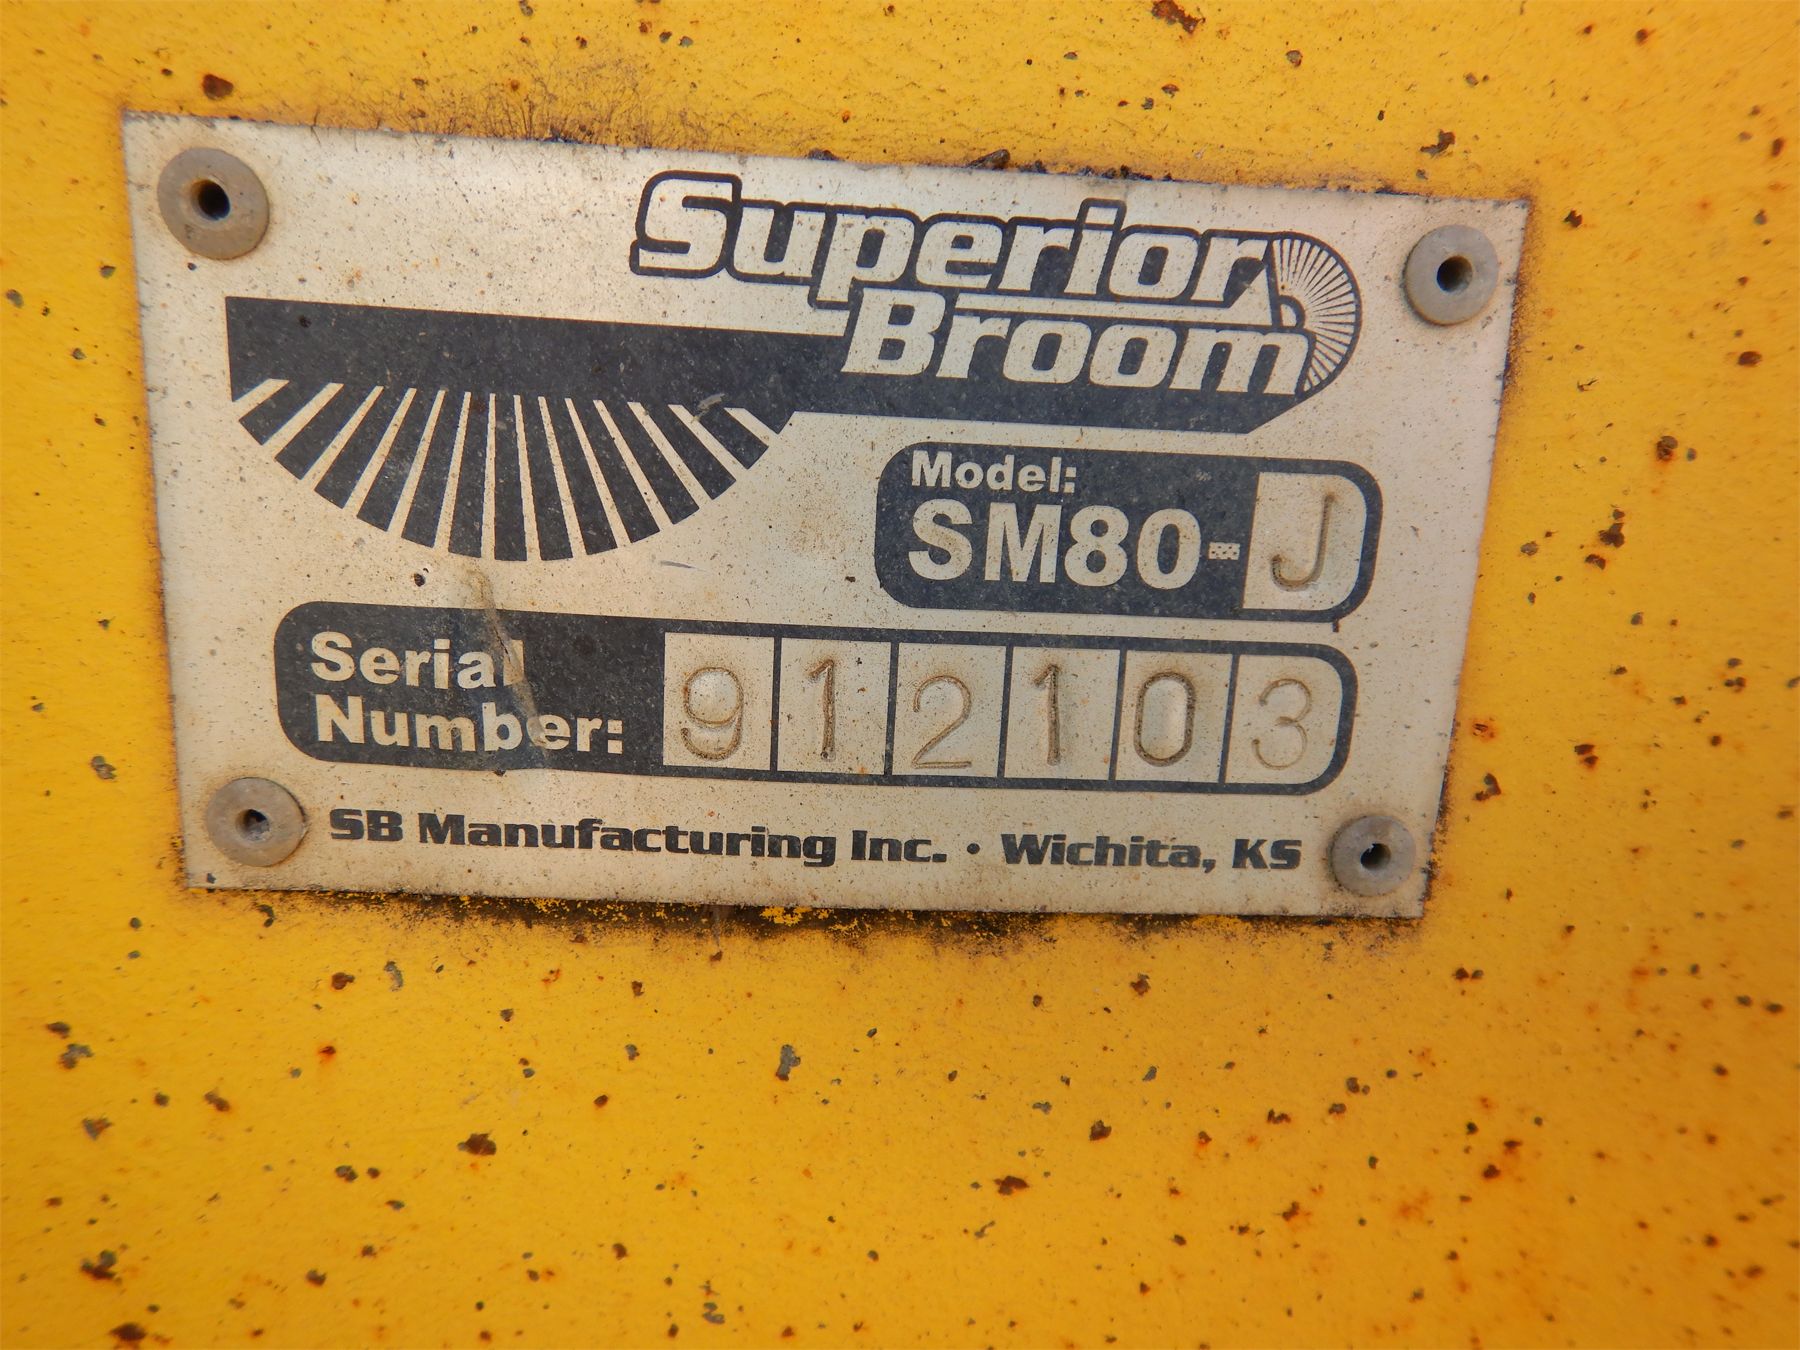 Superior
Broom
Model:
SM80-J
Serial
Number: 912103
SB Manufacturing Inc. • Wichita, KS